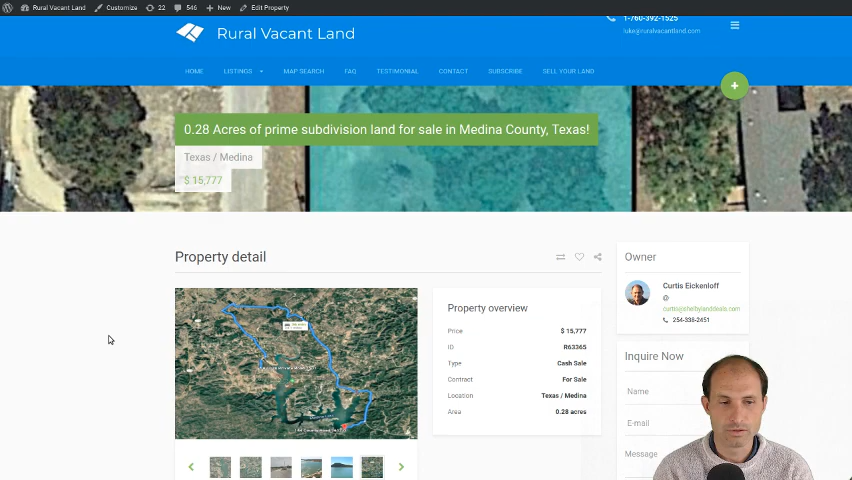 Rural Vacant Land Customize 22 546 New Edit Property
1-760-392-1525
Rural Vacant Land
luke@ruralvacantland.com
HOME LISTINGS MAP SEARCH FAQ TESTIMONIAL CONTACT SUBSCRIBE SELL YOUR LAND
+
0.28 Acres of prime subdivision land for sale in Medina County, Texas!
Texas / Medina
$ 15,777
Property detail
Owner
Curtis Eickenloff
@
curtis@shelbylanddeals.com
254-338-2451
Property overview
Price $ 15,777
ID R63365
Type Cash Sale
Contract For Sale
Location Texas / Medina
Area 0.28 acres
Inquire Now
Name
E-mail
Message